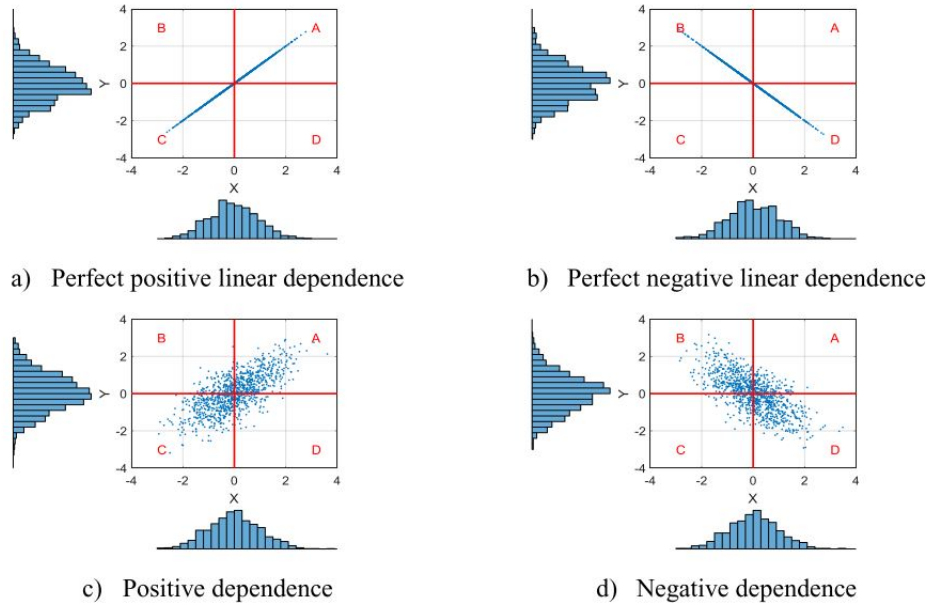 4
B
A
2
Y
0
-2
C
D
-4
-4 -2 0 2 4
X
a) Perfect positive linear dependence
4
B
A
2
Y
0
-2
C
D
-4
-4 -2 0 2 4
X
b) Perfect negative linear dependence
4
B
A
2
Y
0
-2
C
D
-4
-4 -2 0 2 4
X
c) Positive dependence
4
B
A
2
Y
0
-2
C
D
-4
-4 -2 0 2 4
X
d) Negative dependence